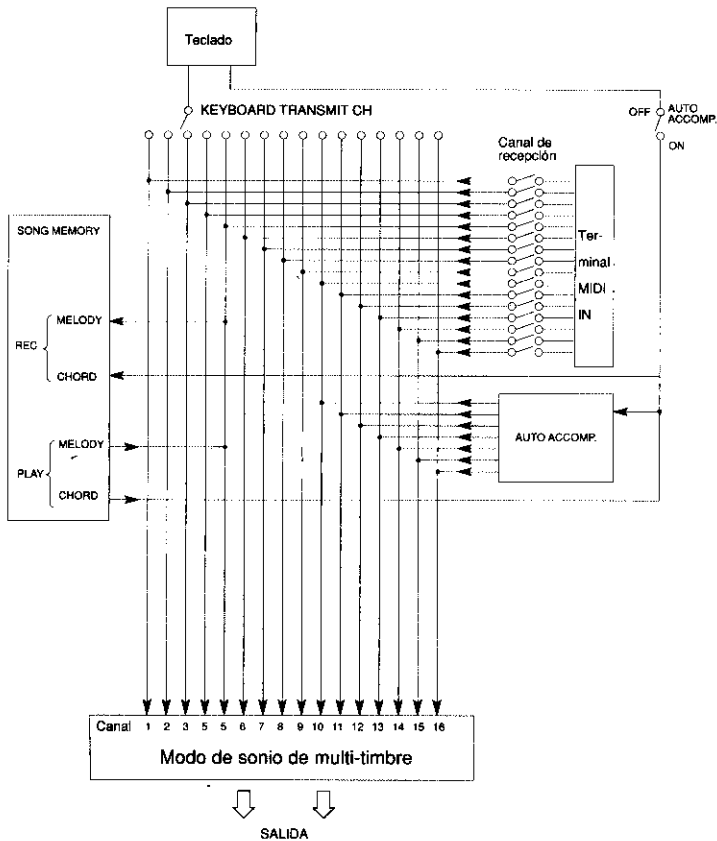 Teclado
KEYBOARD TRANSMIT CH
OFF
AUTO
ACCOMP.
ON
Canal de
recepción
Ter-
minal
MIDI
IN
SONG MEMORY
MELODY
REC
CHORD
MELODY
PLAY
CHORD
AUTO ACCOMP.
Canal 1 2 3 5 5 6 7 8 9 10 11 12 13 14 15 16
Modo de sonio de multi-timbre
SALIDA